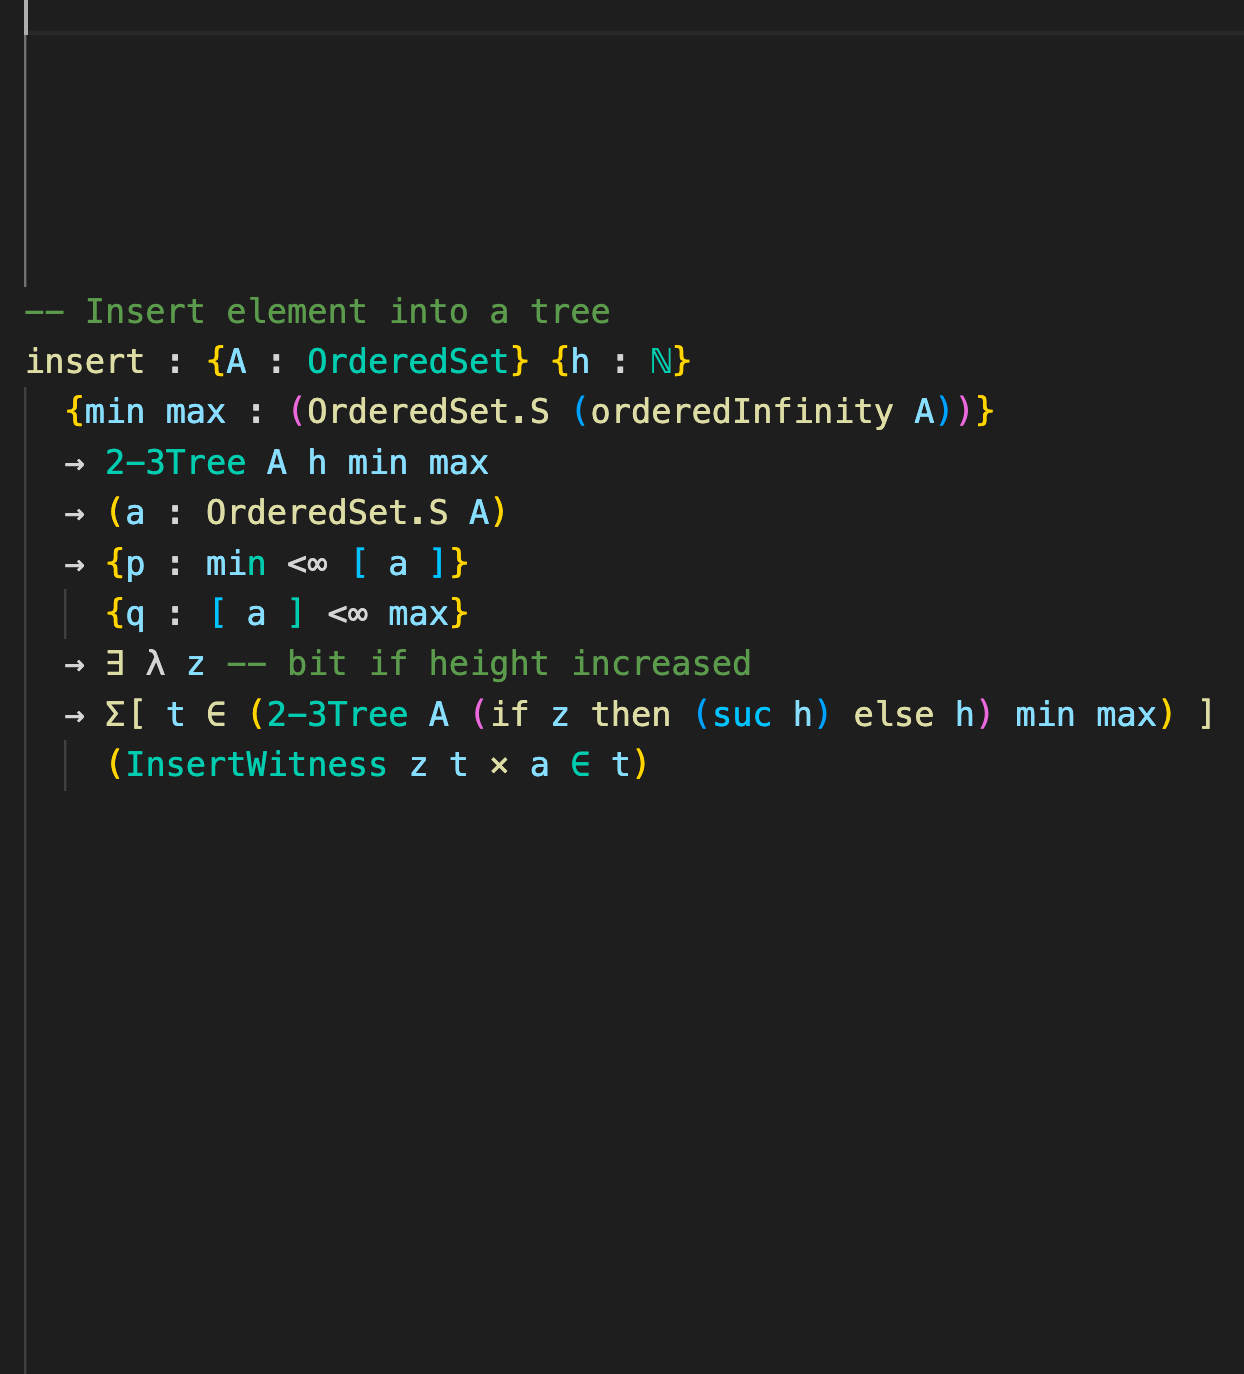 -- Insert element into a tree
insert : {A : OrderedSet} {h : ℕ}
{min max : (OrderedSet.S (orderedInfinity A))}
→ 2-3Tree A h min max
→ (a : OrderedSet.S A)
→ {p : min <∞ [ a ]}
{q : [ a ] <∞ max}
→ ∃ λ z -- bit if height increased
→ Σ[ t ∈ (2-3Tree A (if z then (suc h) else h) min max) ]
(InsertWitness z t × a ∈ t)